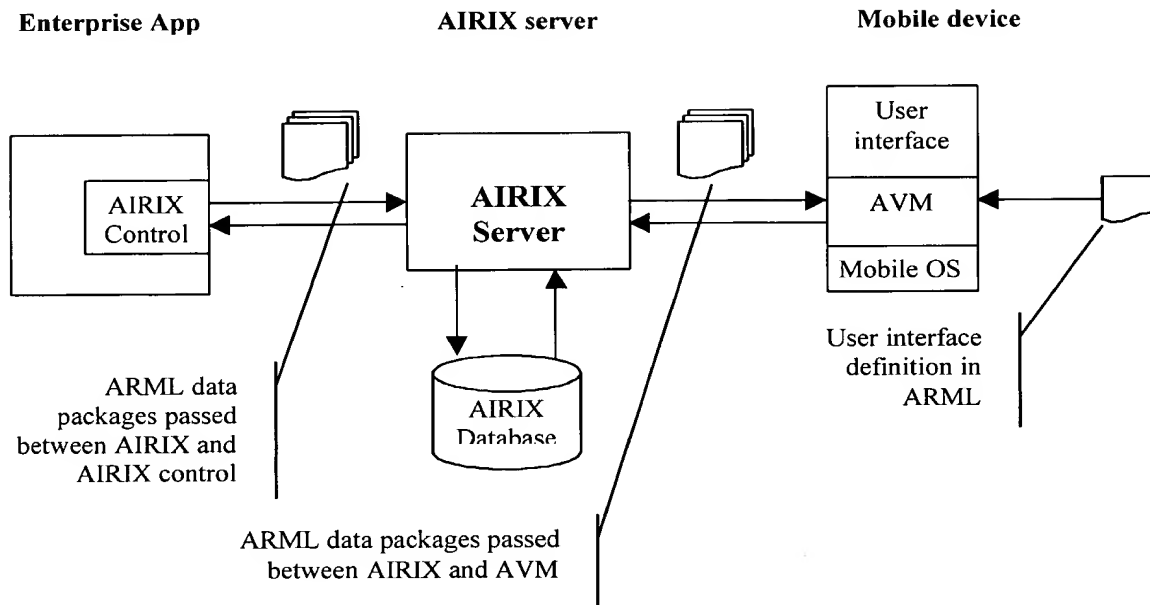 Enterprise App
AIRIX server
Mobile device
AIRIX
Control
AIRIX
Server
User
interface
AVM
Mobile OS
AIRIX
Database
ARML data
packages passed
between AIRIX and
AIRIX control
ARML data packages passed
between AIRIX and AVM
User interface
definition in
ARML